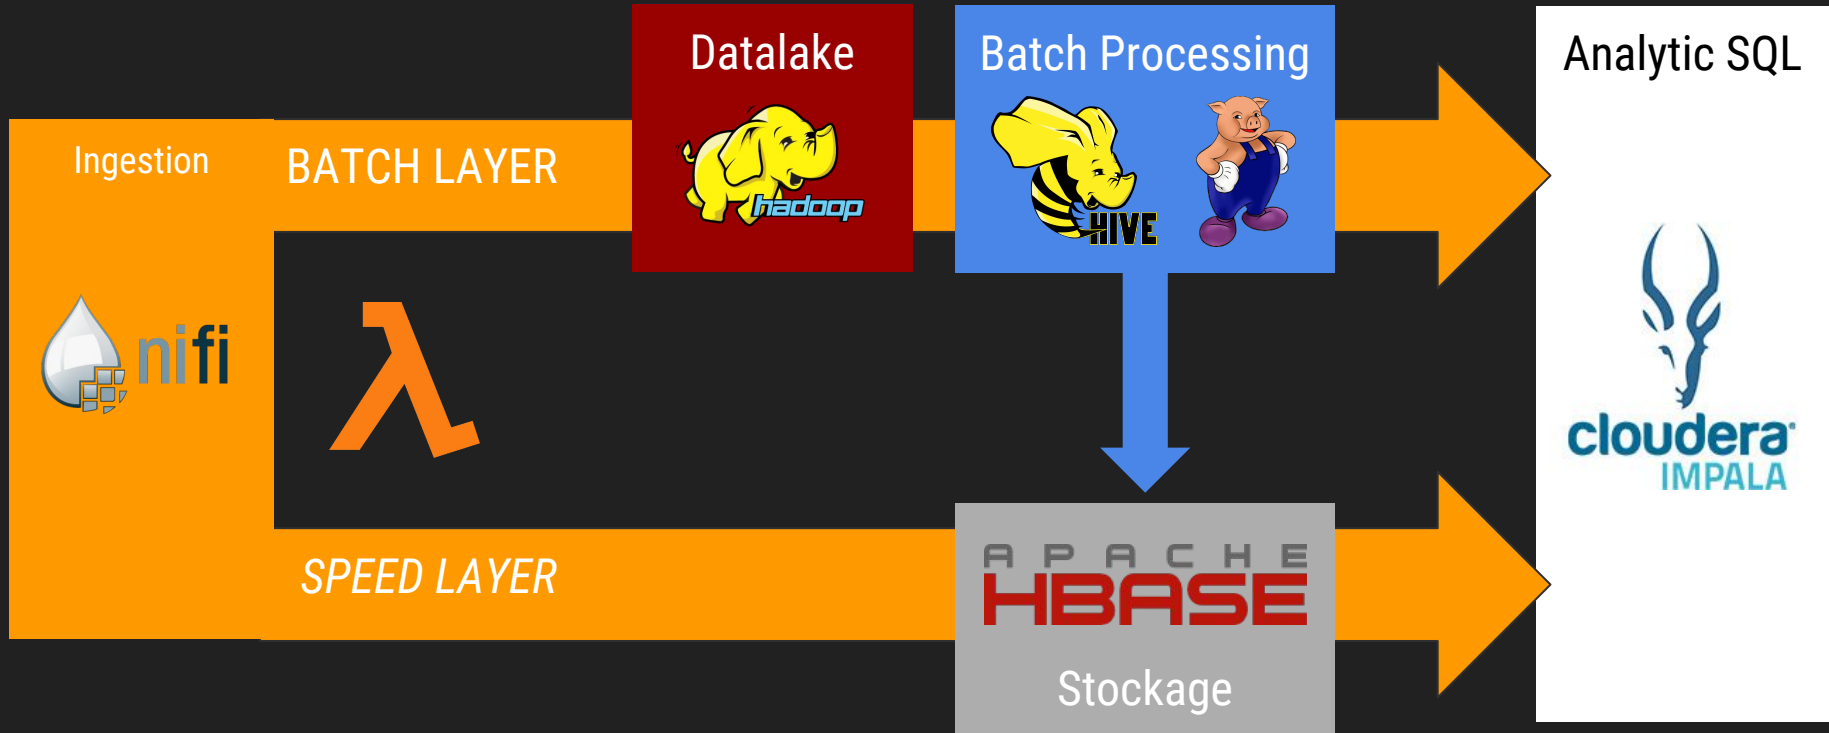 Ingestion
nifi
BATCH LAYER
Datalake
hadoop
Batch Processing
HIVE
SPEED LAYER
APACHE
HBASE
Stockage
Analytic SQL
cloudera
IMPALA